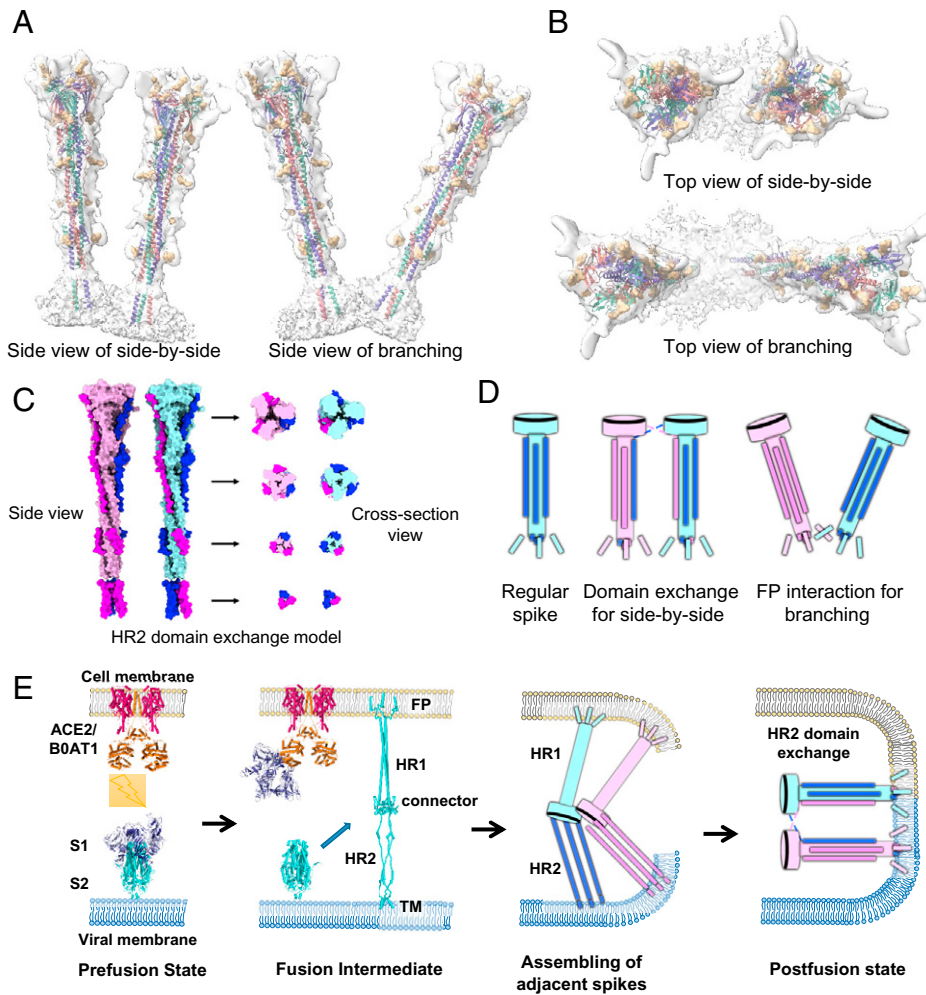 A
B
Side view of side-by-side
Side view of branching
Top view of side-by-side
Top view of branching
C
Side view
Cross-section
view
HR2 domain exchange model
D
Regular
spike
Domain exchange
for side-by-side
FP interaction for
branching
E
Cell membrane
ACE2/
B0AT1
S1
S2
Viral membrane
Prefusion State
FP
HR1
connector
HR2
TM
Fusion Intermediate
HR1
HR2
Assembling of
adjacent spikes
HR2 domain
exchange
Postfusion state